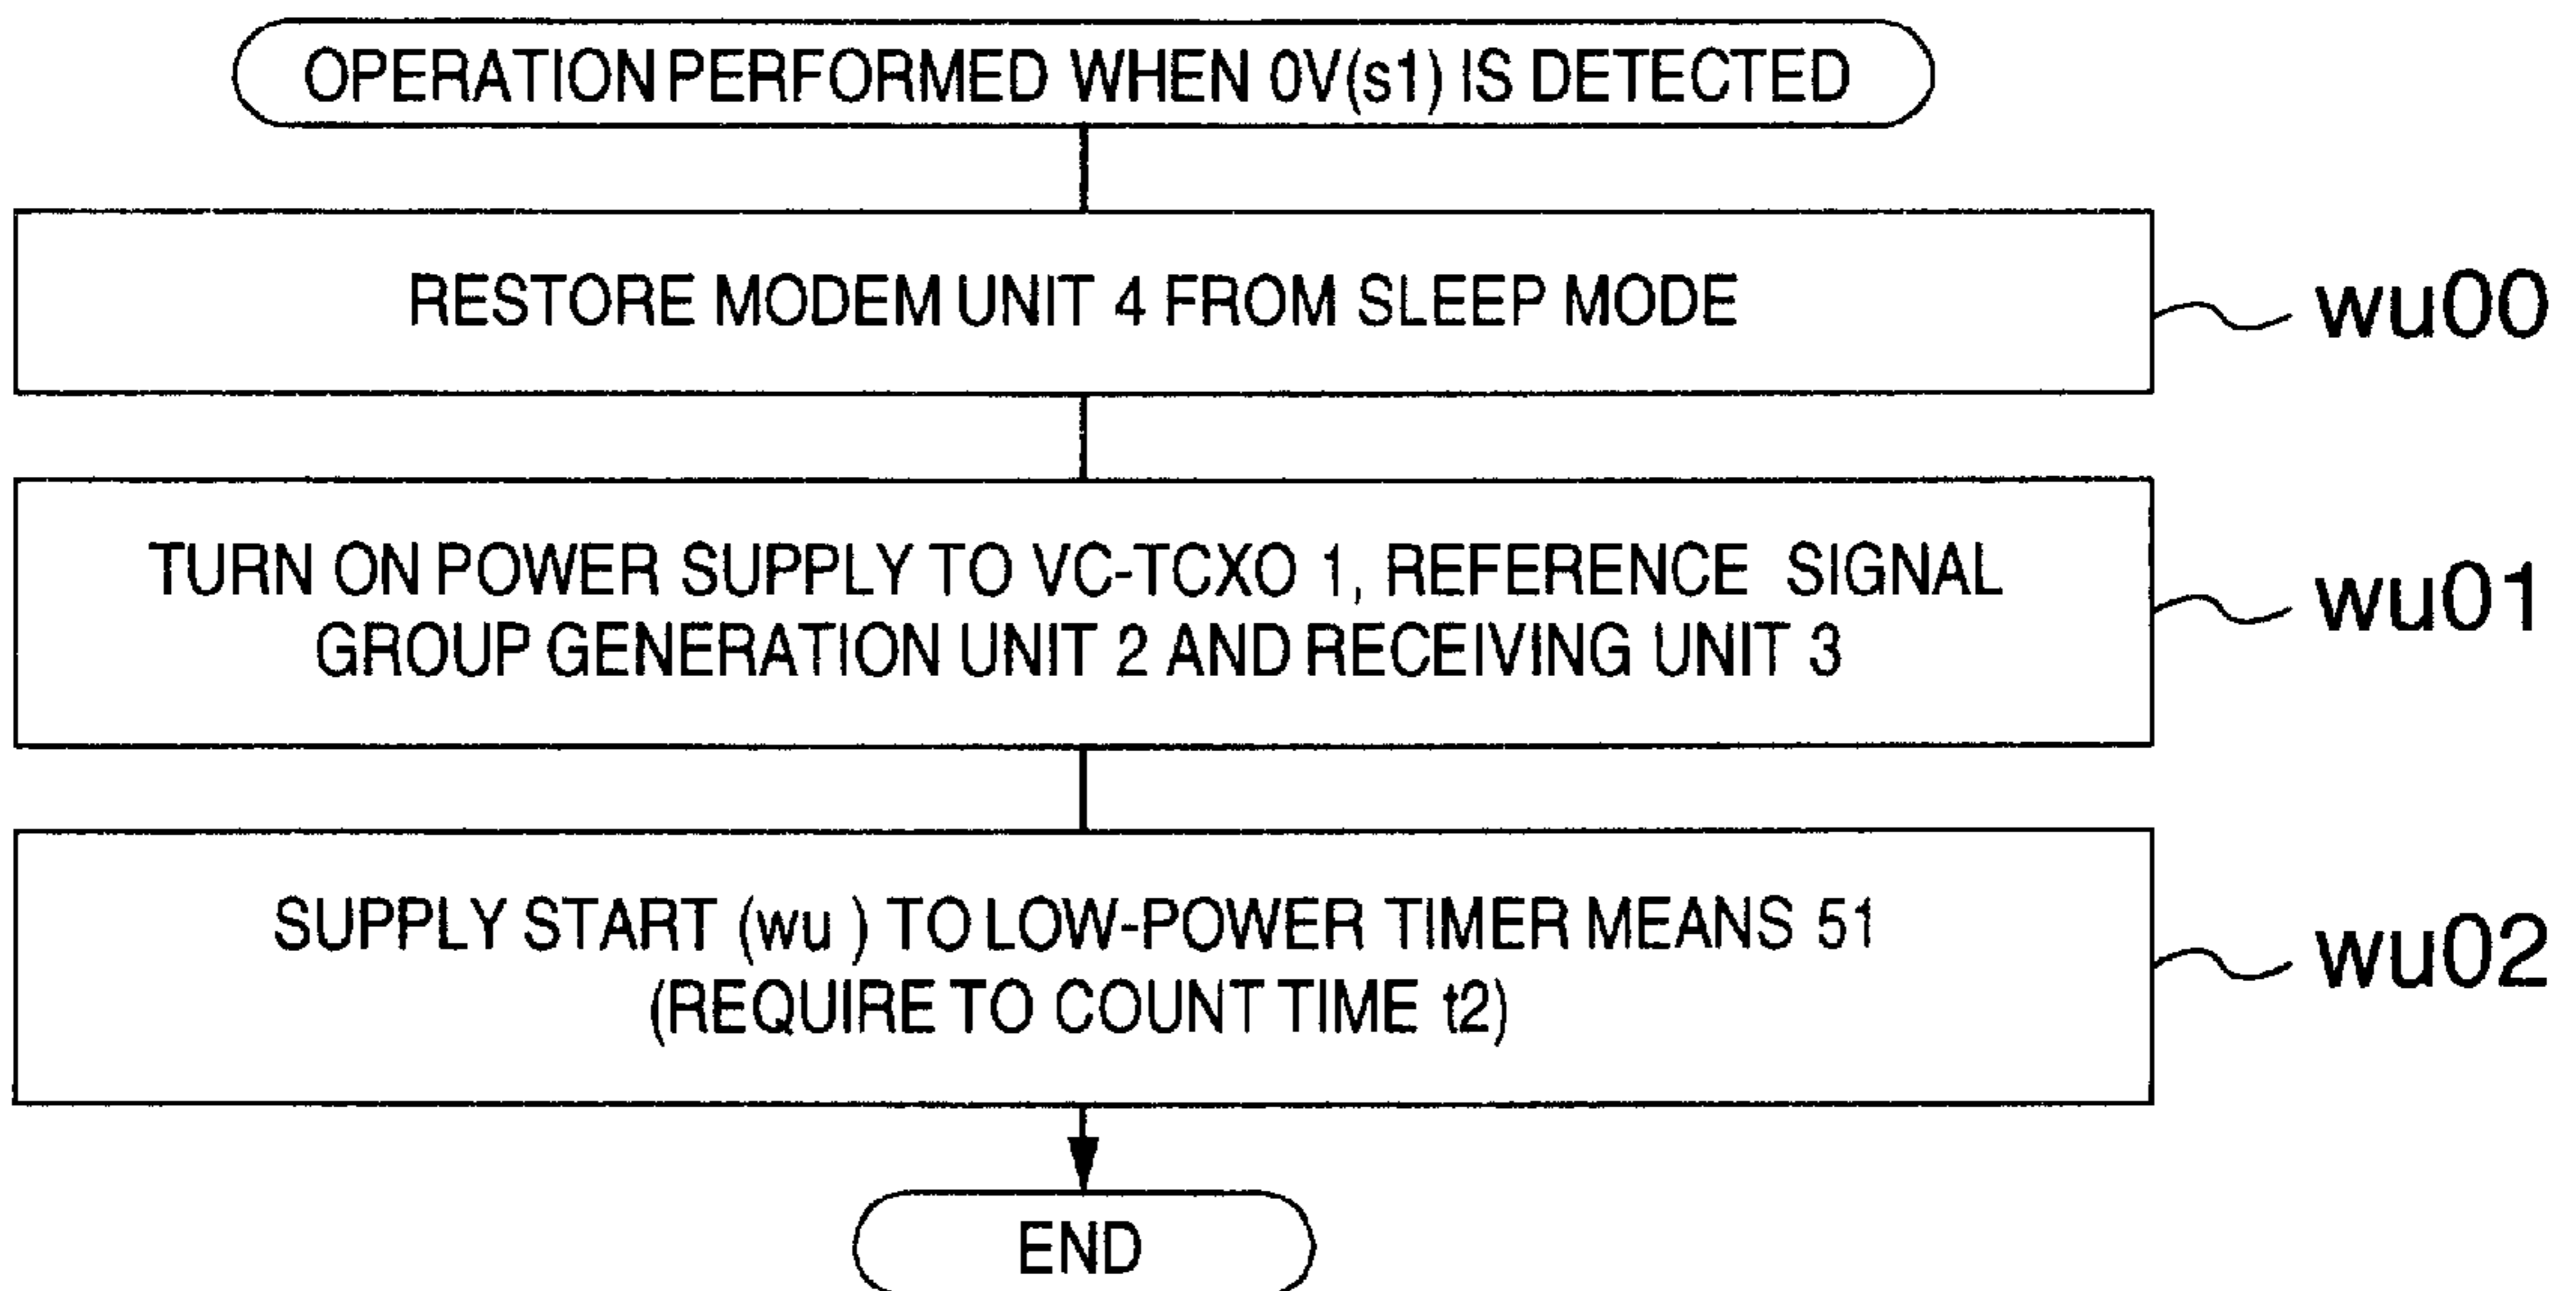 OPERATION PERFORMED WHEN 0V(s1) IS DETECTED
RESTORE MODEM UNIT 4 FROM SLEEP MODE
wu00
TURN ON POWER SUPPLY TO VC-TCXO 1, REFERENCE SIGNAL
GROUP GENERATION UNIT 2 AND RECEIVING UNIT 3
wu01
SUPPLY START (wu ) TO LOW-POWER TIMER MEANS 51
(REQUIRE TO COUNT TIME t2)
wu02
END